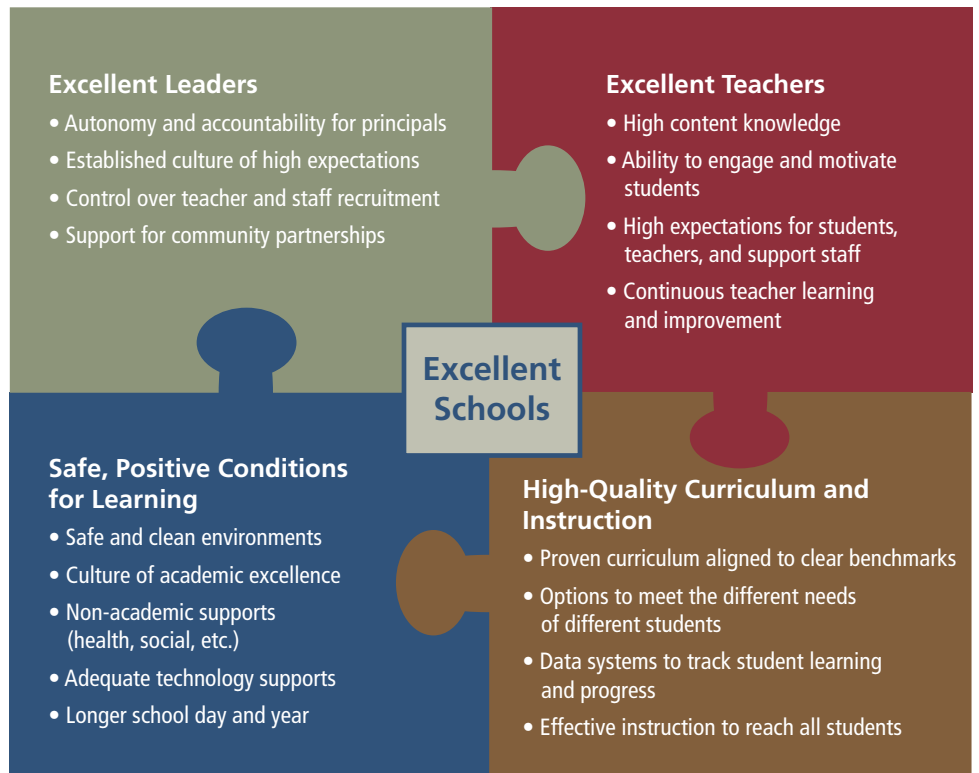 Excellent Leaders
• Autonomy and accountability for principals
• Established culture of high expectations
• Control over teacher and staff recruitment
• Support for community partnerships
Excellent Teachers
• High content knowledge
• Ability to engage and motivate
students
• High expectations for students,
teachers, and support staff
• Continuous teacher learning
and improvement
Excellent
Schools
Safe, Positive Conditions
for Learning
• Safe and clean environments
• Culture of academic excellence
• Non-academic supports
(health, social, etc.)
• Adequate technology supports
• Longer school day and year
High-Quality Curriculum and
Instruction
• Proven curriculum aligned to clear benchmarks
• Options to meet the different needs
of different students
• Data systems to track student learning
and progress
• Effective instruction to reach all students